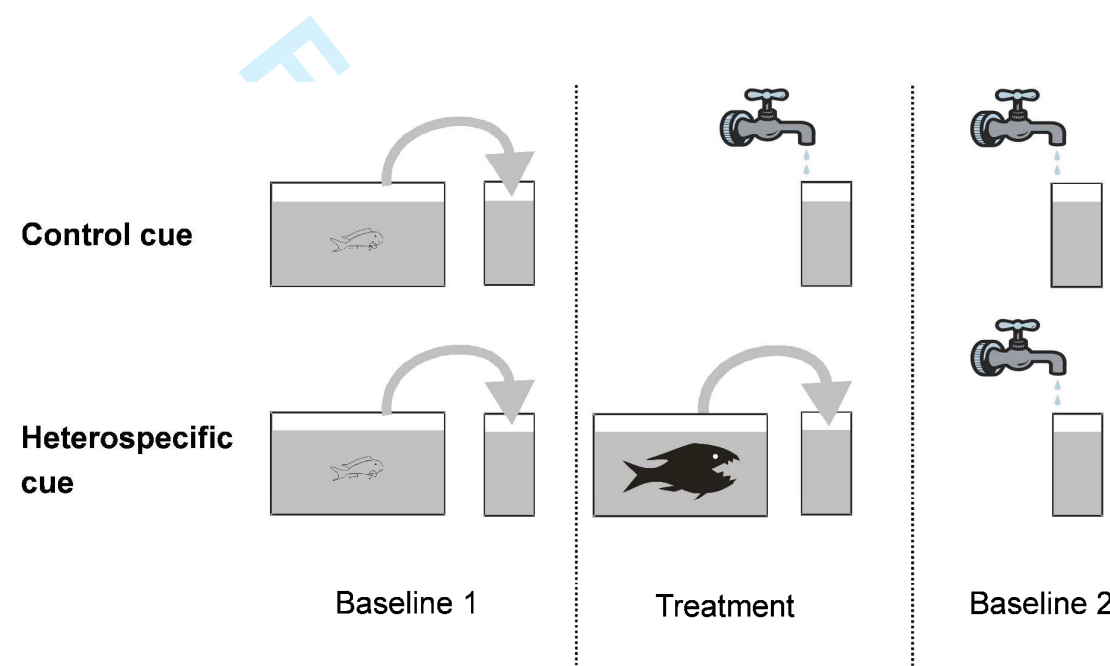 F
Control cue
Heterospecific
cue
Baseline 1
Treatment
Baseline 2